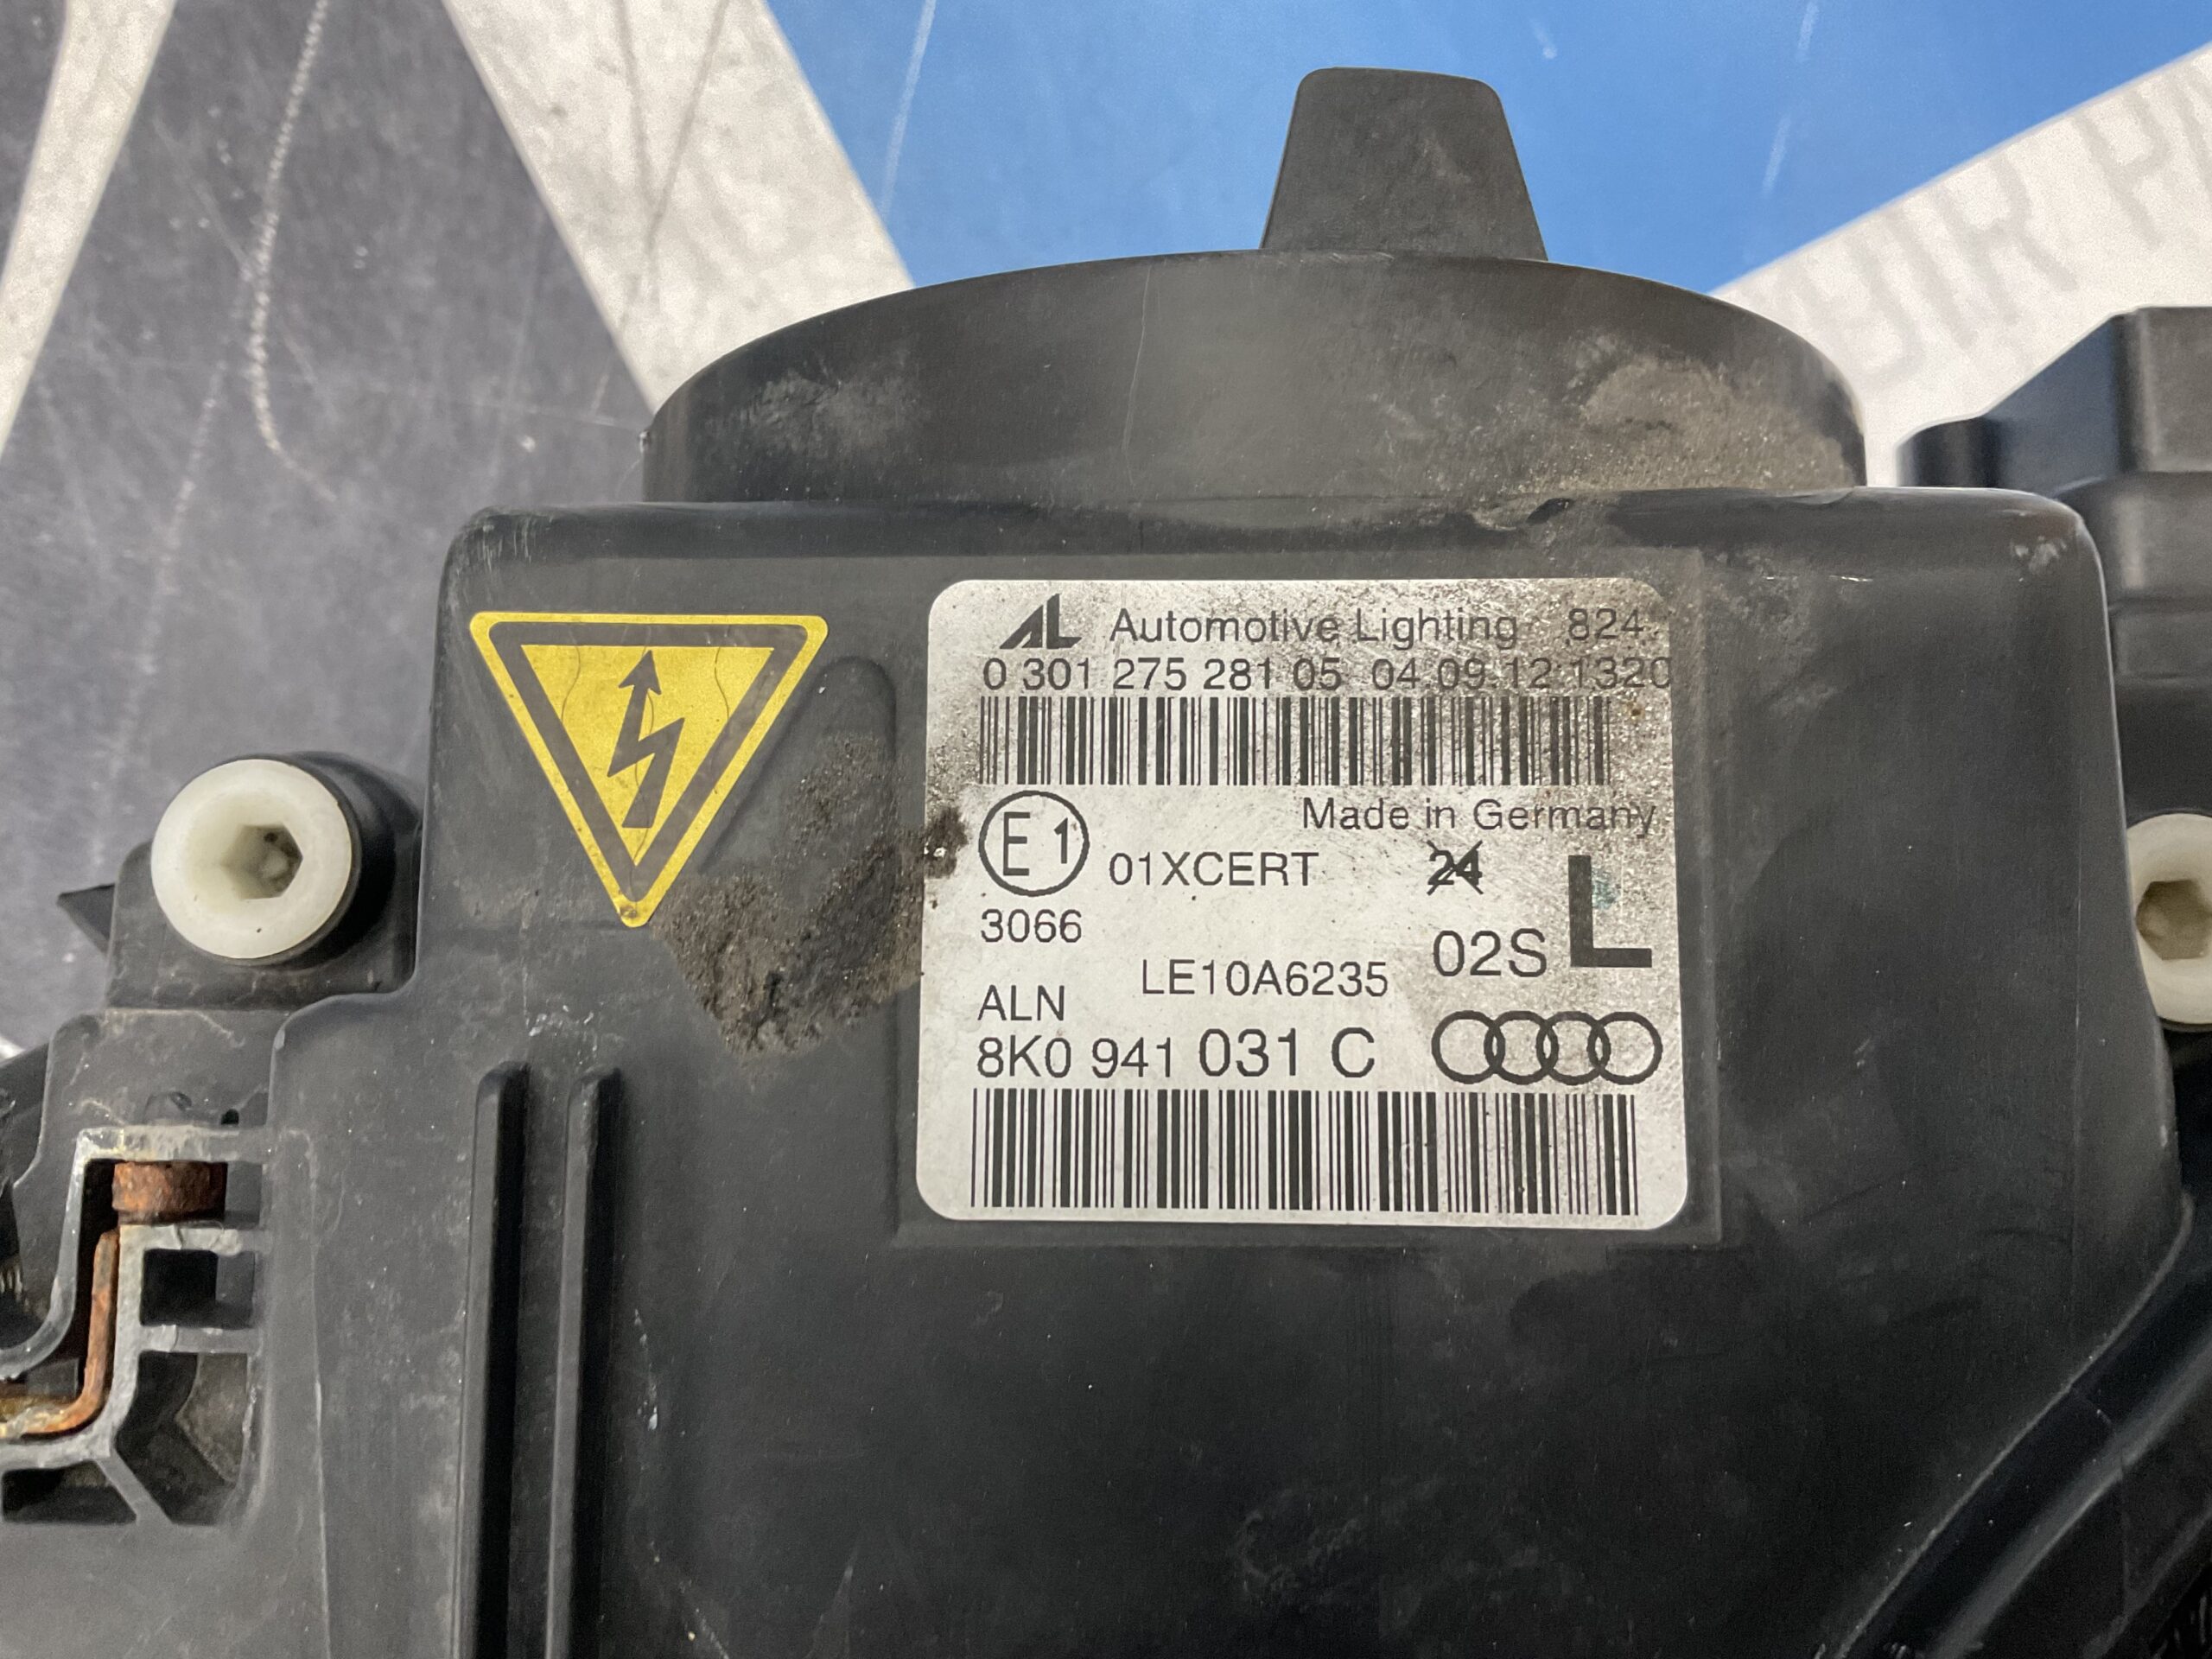 AL Automotive Lighting 824
0 301 275 281 05 04.09.12 1320
Made in Germany
E1 01XCERT 24 L
3066 02S
LE10A6235
ALN
8K0 941 031 C